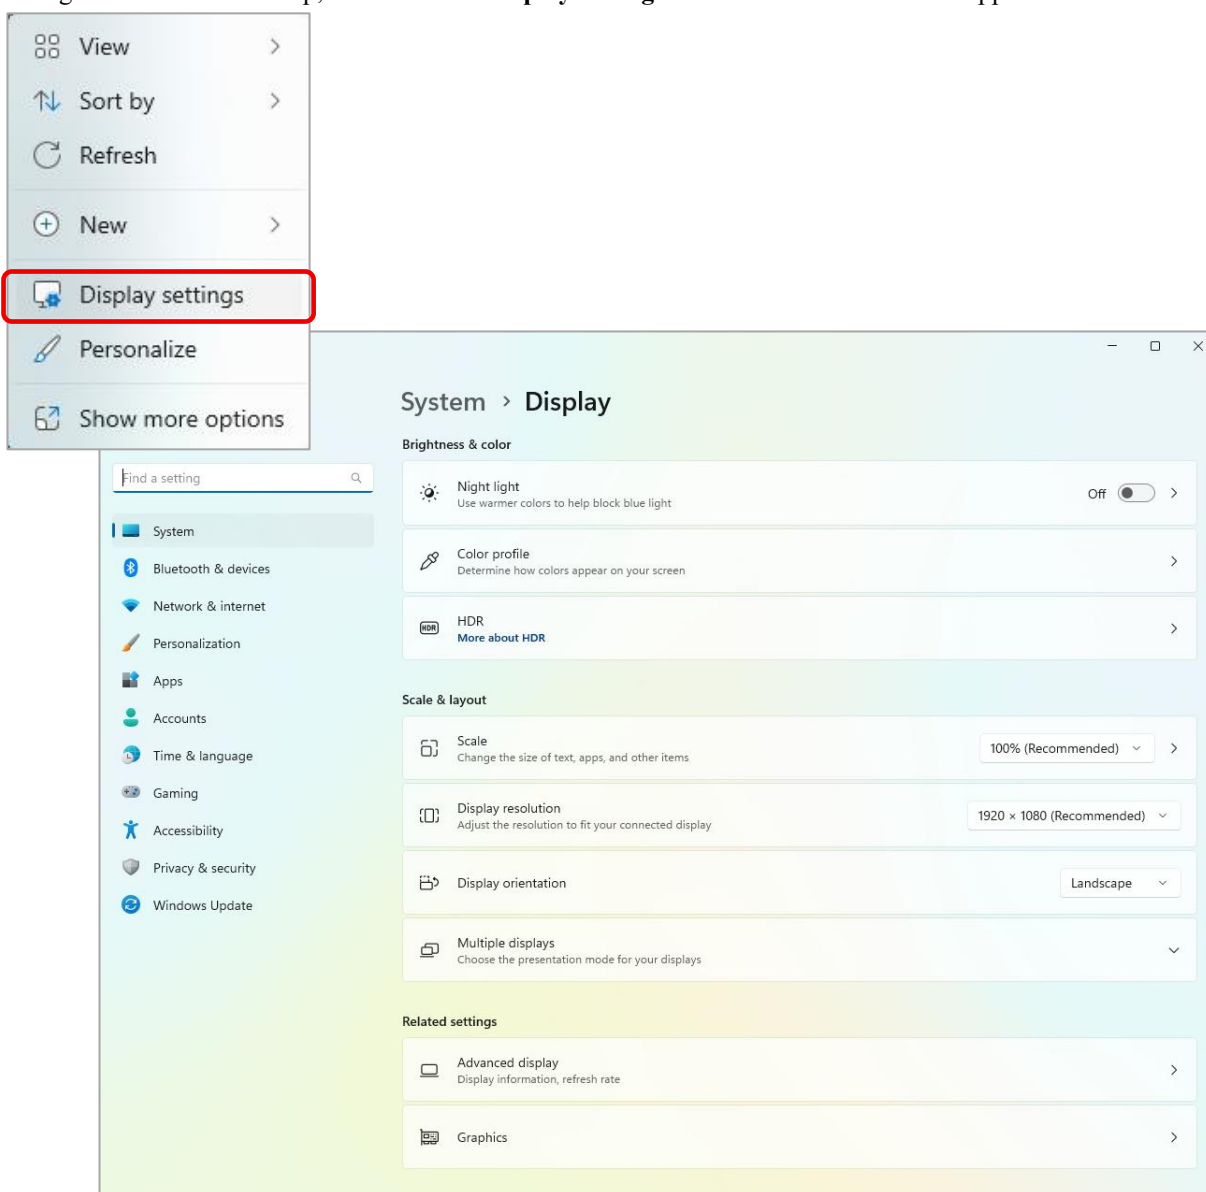 View
Sort by
Refresh
New
Display settings
Personalize
Show more options
System > Display
Brightness & color
Find a setting
Night light
Use warmer colors to help block blue light
Off
System
Color profile
Determine how colors appear on your screen
Bluetooth & devices
Network & internet
HDR
HDR
More about HDR
Personalization
Apps
Accounts
Time & language
Gaming
Accessibility
Privacy & security
Windows Update
Scale & layout
Scale
Change the size of text, apps, and other items
100% (Recommended)
Display resolution
Adjust the resolution to fit your connected display
1920 × 1080 (Recommended)
Display orientation
Landscape
Multiple displays
Choose the presentation mode for your displays
Related settings
Advanced display
Display information, refresh rate
Graphics